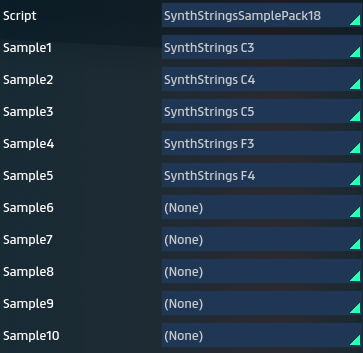 Script SynthStringsSamplePack18
Sample1 SynthStrings C3
Sample2 SynthStrings C4
Sample3 SynthStrings C5
Sample4 SynthStrings F3
Sample5 SynthStrings F4
Sample6 (None)
Sample7 (None)
Sample8 (None)
Sample9 (None)
Sample10 (None)